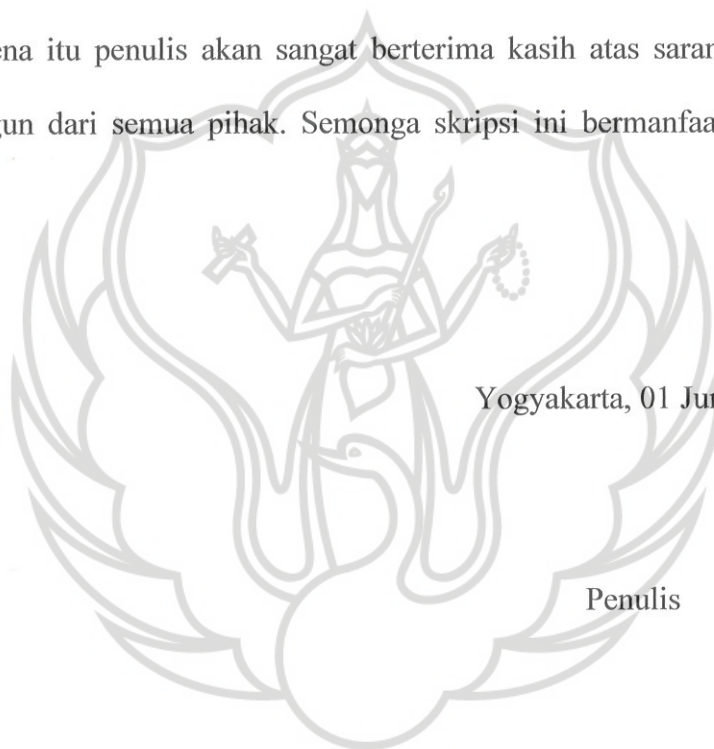 ena itu penulis akan sangat berterima kasih atas saran
gun dari semua pihak. Semonga skripsi ini bermanfaa
Yogyakarta, 01 Jun
Penulis